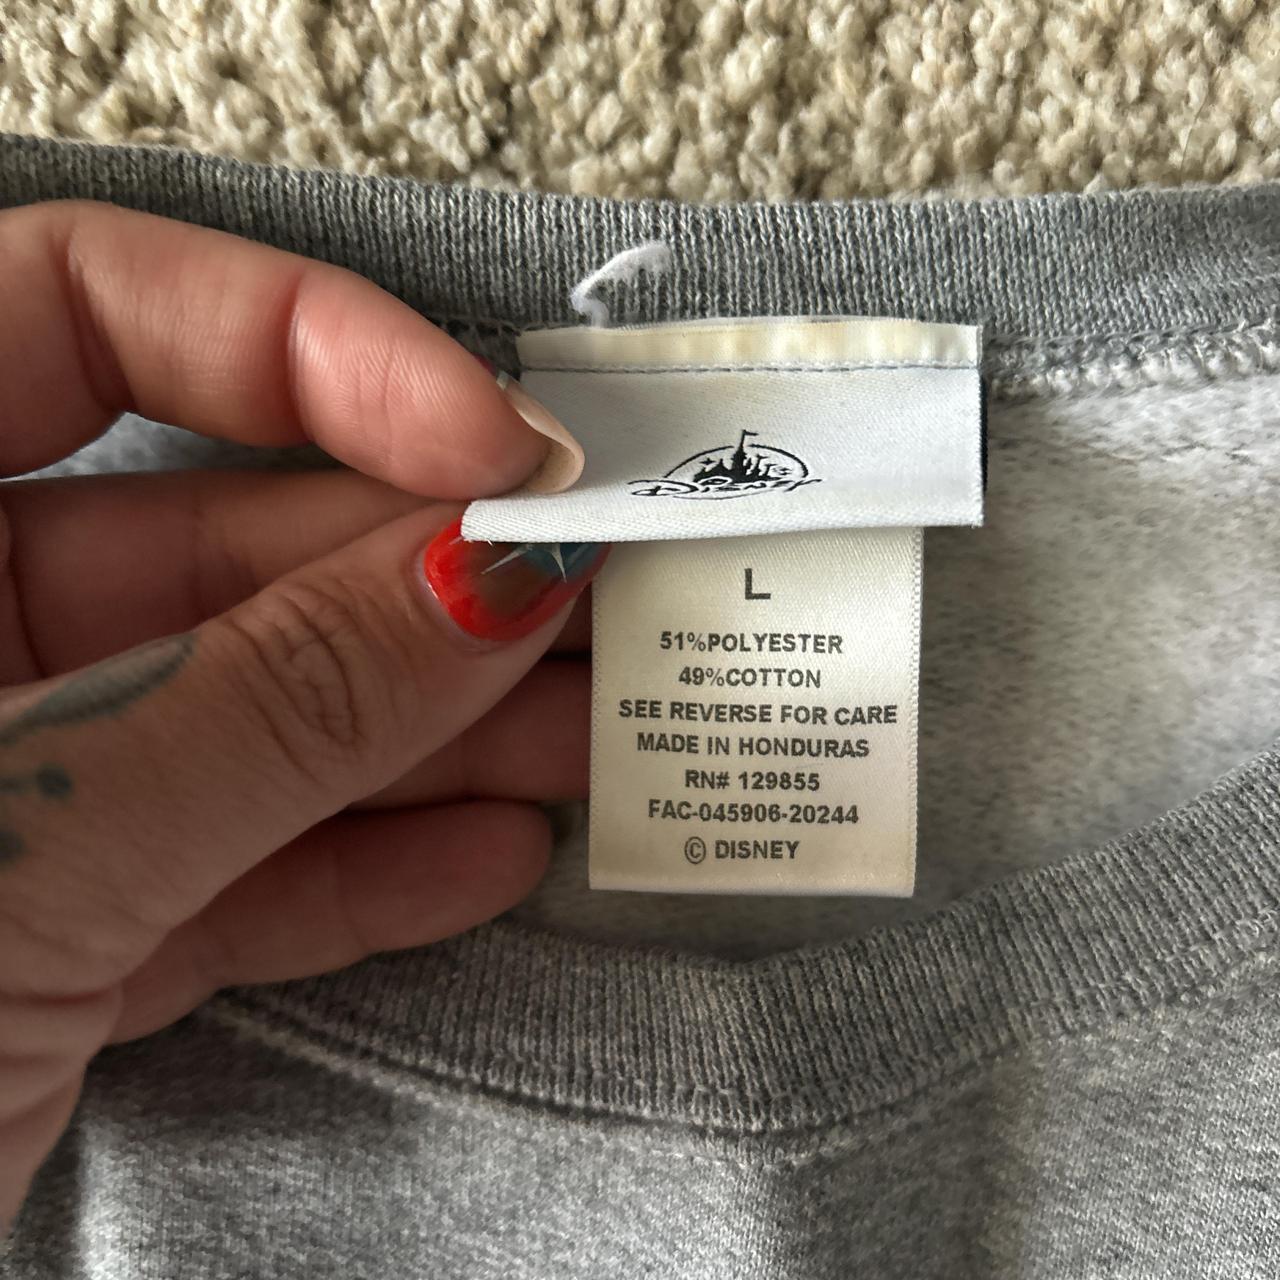 Disney
L
51%POLYESTER
49%COTTON
SEE REVERSE FOR CARE
MADE IN HONDURAS
RN# 129855
FAC-045906-20244
© DISNEY